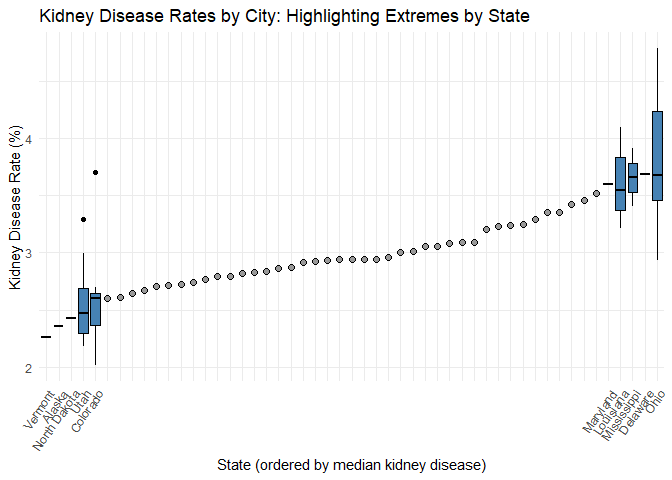 Kidney Disease Rates by City: Highlighting Extremes by State
Kidney Disease Rate (%)
4
3
2
Vermont
Alaska
North Dakota
Utah
Colorado
Maryland
Louisiana
Mississippi
Delaware
Ohio
State (ordered by median kidney disease)